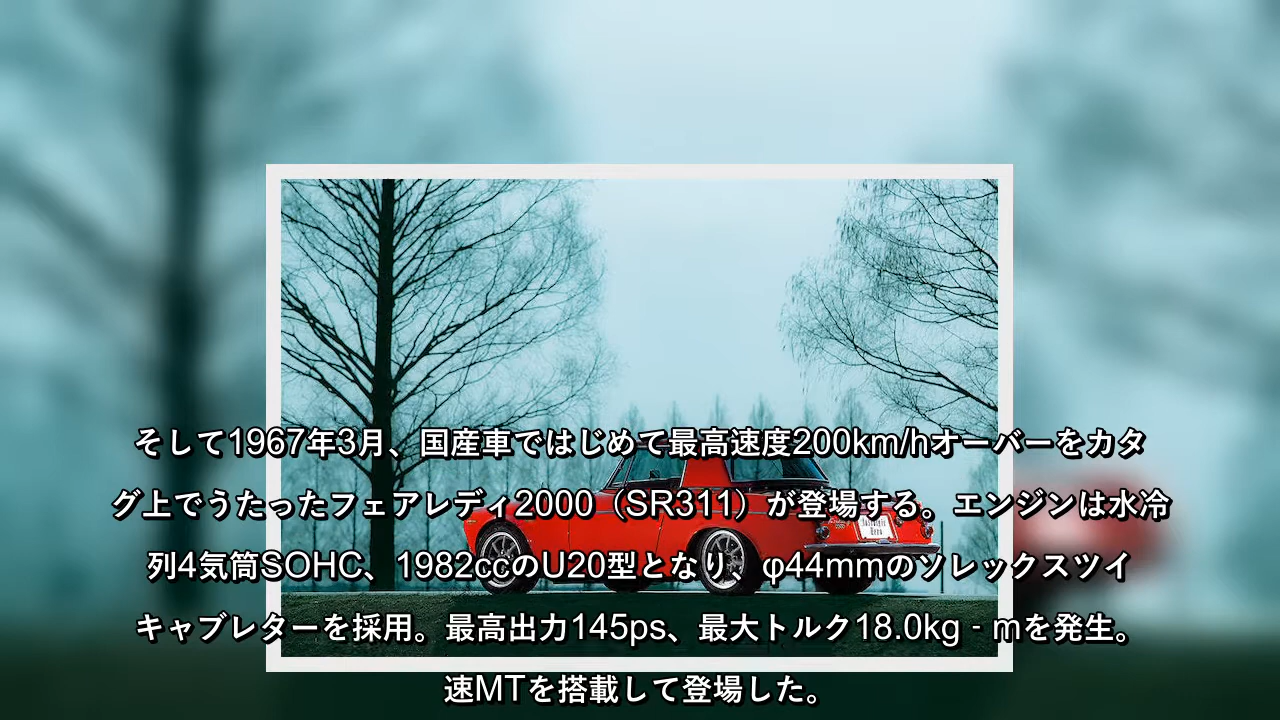 そして1967年3月、国産車ではじめて最高速度200km/hオーバーをカタ
グ上でうたったフェアレディ2000（SR311）が登場する。エンジンは水冷
列4気筒SOHC、1982ccのU20型となり、φ44mmのソレックスツイ
キャブレターを採用。最高出力145ps、最大トルク18.0kg‐mを発生。
速MTを搭載して登場した。